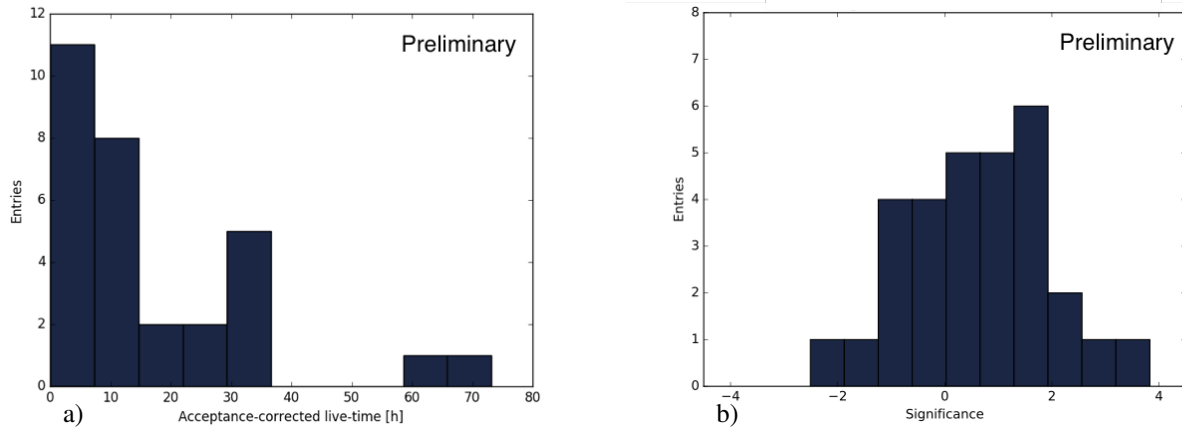 Preliminary
12
10
8
6
4
2
0
Entries
0 10 20 30 40 50 60 70 80
Acceptance-corrected live-time [h]
a)
Preliminary
8
7
6
5
4
3
2
1
0
Entries
−4 −2 0 2 4
Significance
b)